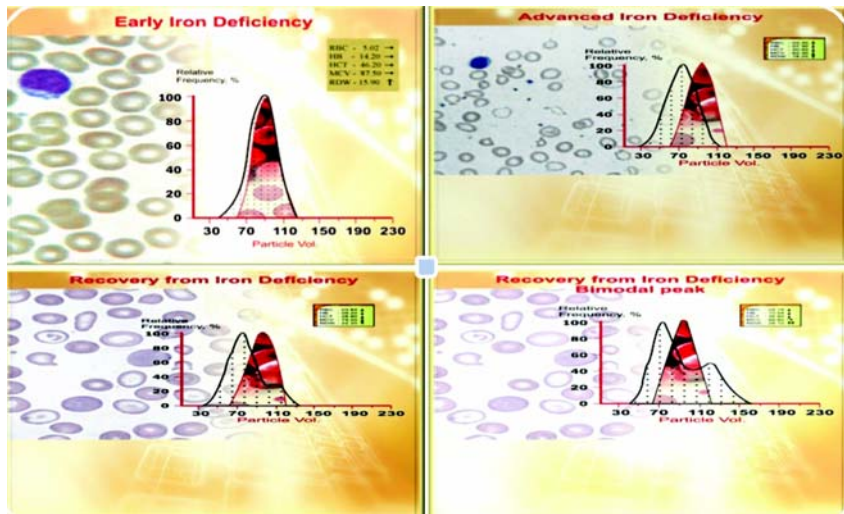 Early Iron Deficiency
RBC - 5.02 →
HB - 14.20 →
HCT - 46.20 →
MCV - 87.50 →
RDW - 15.90 ↑
Relative
Frequency, %
100
80
60
40
20
0
30 70 110 150 190 230
Particle Vol.
Advanced Iron Deficiency
Relative
Frequency, %
100
80
60
40
20
0
30 70 110 150 190 230
Particle Vol.
Recovery from Iron Deficiency
Relative
Frequency, %
100
80
60
40
20
0
30 70 110 150 190 230
Particle Vol.
Recovery from Iron Deficiency
Bimodal peak
Relative
Frequency, %
100
80
60
40
20
0
30 70 110 150 190 230
Particle Vol.